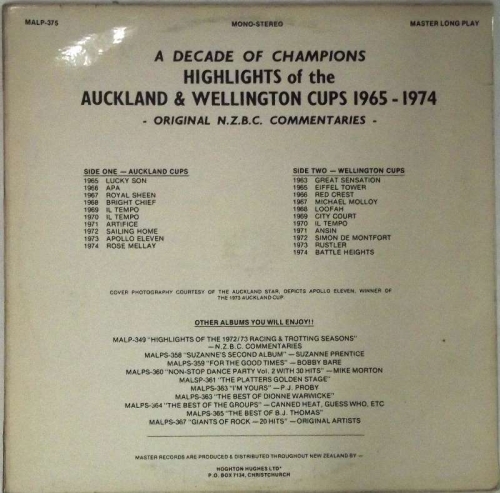 MALP-375 MONO-STEREO MASTER LONG PLAY
A DECADE OF CHAMPIONS
HIGHLIGHTS of the
AUCKLAND & WELLINGTON CUPS 1965 - 1974
- ORIGINAL N.Z.B.C. COMMENTARIES -
SIDE ONE — AUCKLAND CUPS
1965 LUCKY SON
1966 APA
1967 ROYAL SHEEN
1968 BRIGHT CHIEF
1969 IL TEMPO
1970 IL TEMPO
1971 ARTIFICE
1972 SAILING HOME
1973 APOLLO ELEVEN
1974 ROSE MELLAY
SIDE TWO — WELLINGTON CUPS
1963 GREAT SENSATION
1965 EIFFEL TOWER
1966 RED CREST
1967 MICHAEL MOLLOY
1968 LOOFAH
1969 CITY COURT
1970 IL TEMPO
1971 ANSIN
1972 SIMON DE MONTFORT
1973 RUSTLER
1974 BATTLE HEIGHTS
COVER PHOTOGRAPHY COURTESY OF THE AUCKLAND STAR, DEPICTS APOLLO ELEVEN, WINNER OF
THE 1973 AUCKLAND CUP.
OTHER ALBUMS YOU WILL ENJOY!!
MALP-349 "HIGHLIGHTS OF THE 1972/73 RACING & TROTTING SEASONS"
— N.Z.B.C. COMMENTARIES
MALPS-358 "SUZANNE'S SECOND ALBUM" — SUZANNE PRENTICE
MALPS-359 "FOR THE GOOD TIMES" — BOBBY BARE
MALPS-360 "NON-STOP DANCE PARTY Vol. 2 WITH 30 HITS" — MIKE MORTON
MALSP-361 "THE PLATTERS GOLDEN STAGE"
MALPS-363 "I'M YOURS" — P.J. PROBY
MALPS-363 "THE BEST OF DIONNE WARWICKE"
MALPS-364 "THE BEST OF THE GROUPS" — CANNED HEAT, GUESS WHO, ETC
MALPS-365 "THE BEST OF B.J. THOMAS"
MALPS-367 "GIANTS OF ROCK — 20 HITS" — ORIGINAL ARTISTS
MASTER RECORDS ARE PRODUCED & DISTRIBUTED THROUGHOUT NEW ZEALAND BY —
HOGHTON HUGHES LTD
P.O. BOX 7134, CHRISTCHURCH